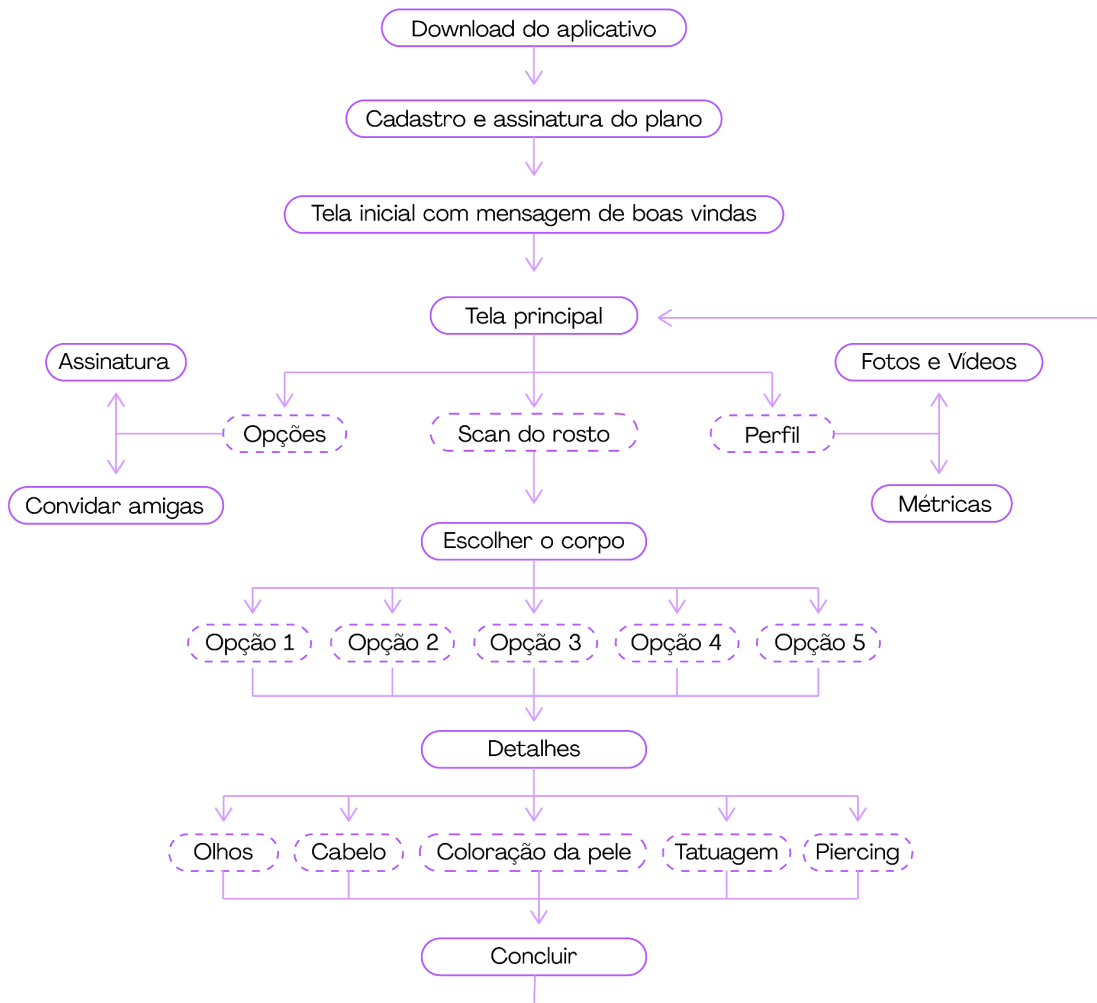 Download do aplicativo
Cadastro e assinatura do plano
Tela inicial com mensagem de boas vindas
Tela principal
Assinatura
Fotos e Vídeos
Opções
Scan do rosto
Perfil
Convidar amigas
Métricas
Escolher o corpo
Opção 1
Opção 2
Opção 3
Opção 4
Opção 5
Detalhes
Olhos
Cabelo
Coloração da pele
Tatuagem
Piercing
Concluir